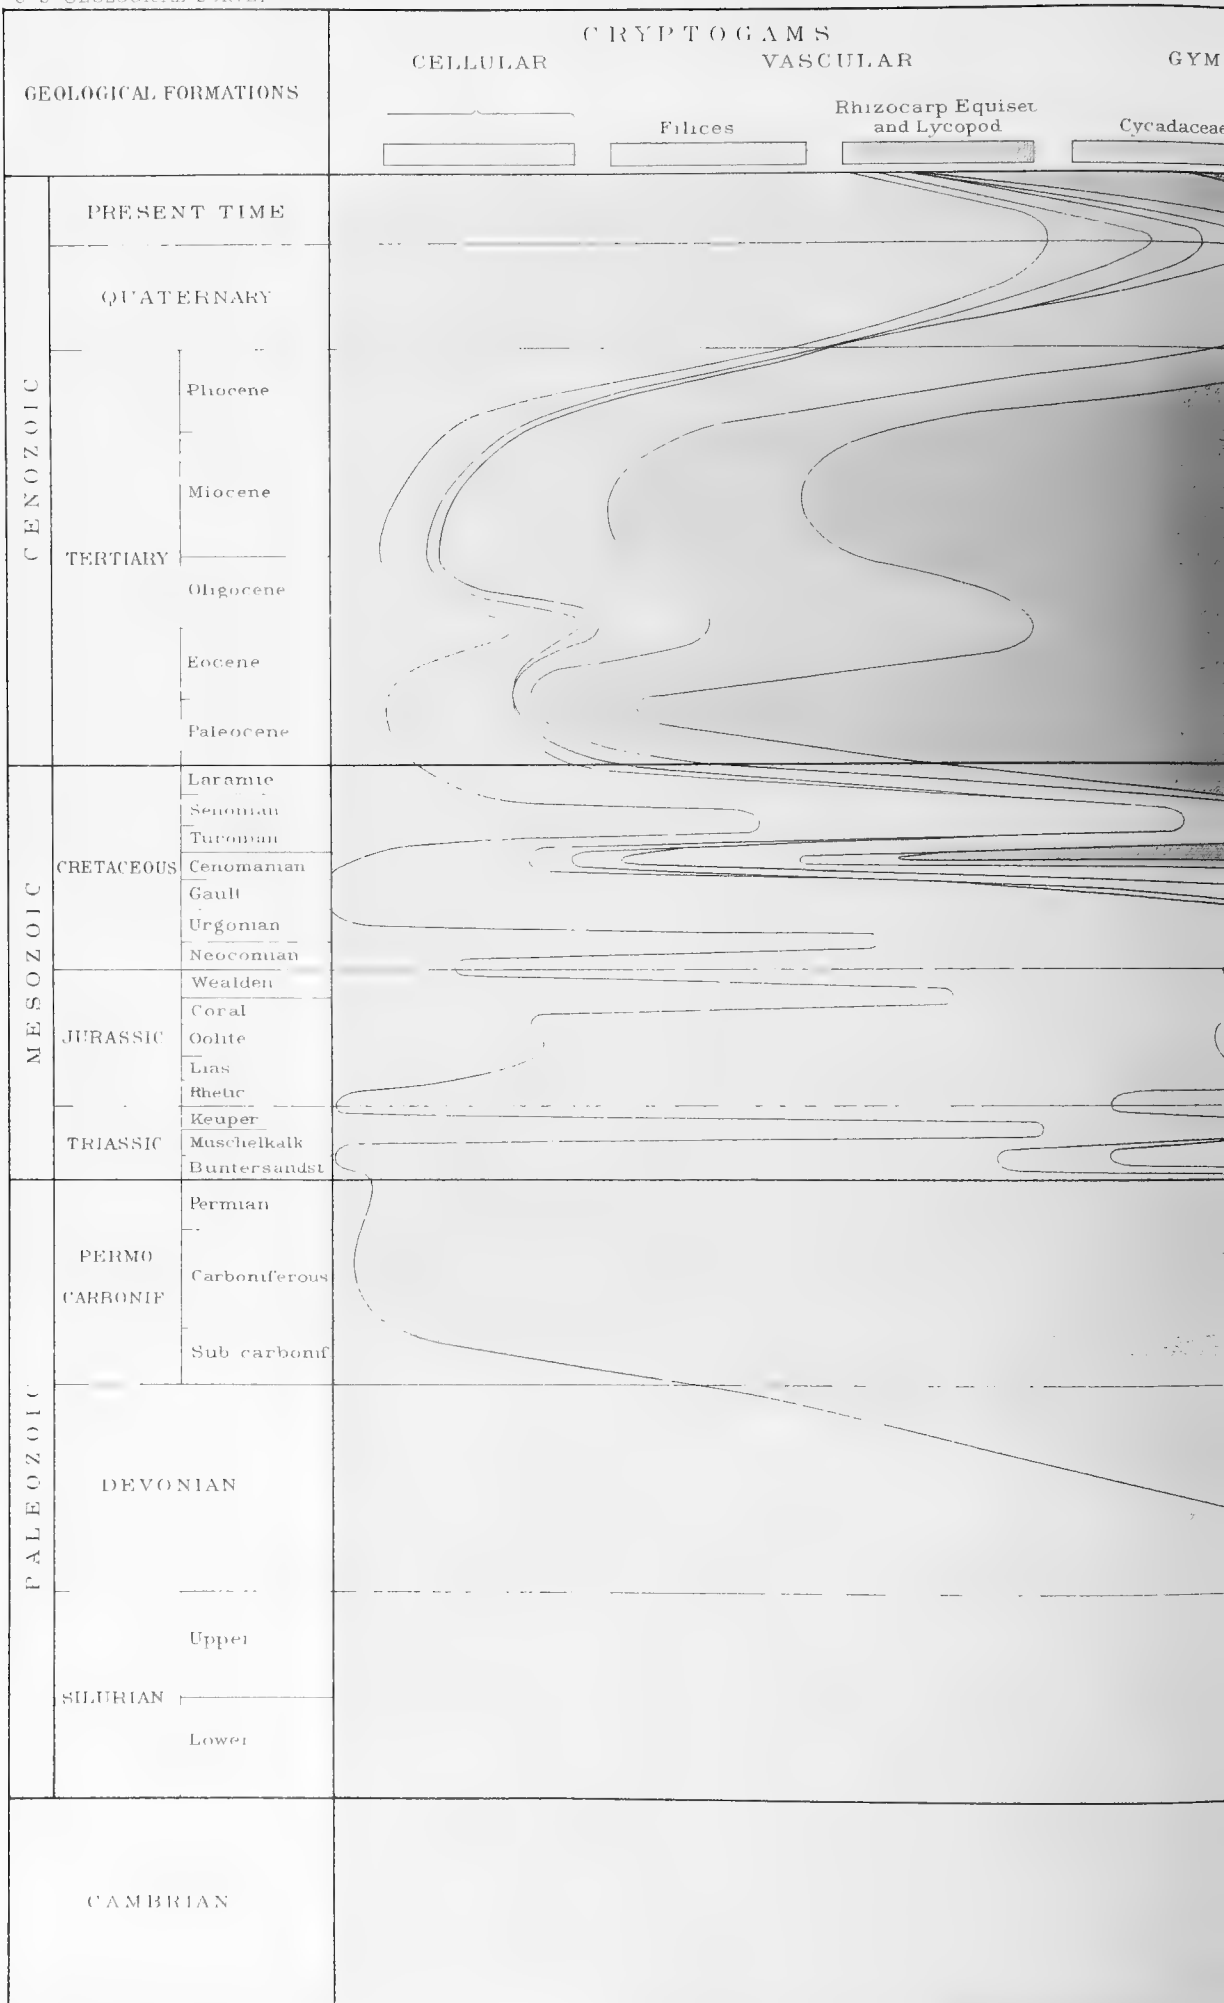 U S GEOLOGICAL SURVEY
CRYPTOGAMS
CELLULAR VASCULAR GYM
GEOLOGICAL FORMATIONS
Filices
Rhizocarp Equiset
and Lycopod
Cycadaceae
CENOZOIC
PRESENT TIME
QUATERNARY
TERTIARY
Pliocene
Miocene
Oligocene
Eocene
Paleocene
MESOZOIC
CRETACEOUS
Laramie
Senonian
Turonian
Cenomanian
Gault
Urgonian
Neocomian
JURASSIC
Wealden
Coral
Oolite
Lias
Rhetic
TRIASSIC
Keuper
Muschelkalk
Buntersandst
PALEOZOIC
PERMO
CARBONIF
Permian
Carboniferous
Sub carbonif
DEVONIAN
SILURIAN
Upper
Lower
CAMBRIAN